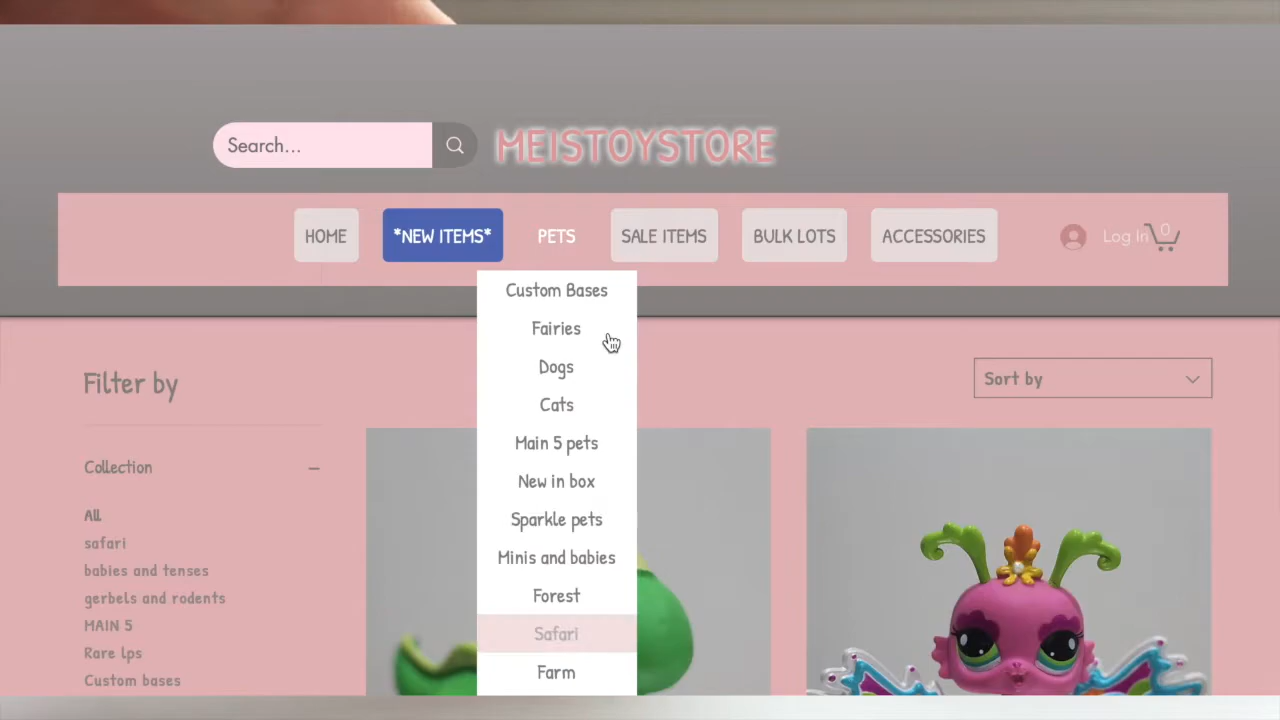 Search...
MEISTOYSTORE
HOME
*NEW ITEMS*
PETS
SALE ITEMS
BULK LOTS
ACCESSORIES
Log In
0
Custom Bases
Fairies
Dogs
Cats
Main 5 pets
New in box
Sparkle pets
Minis and babies
Forest
Safari
Farm
Filter by
Sort by
Collection
All
safari
babies and tenses
gerbels and rodents
MAIN 5
Rare lps
Custom bases